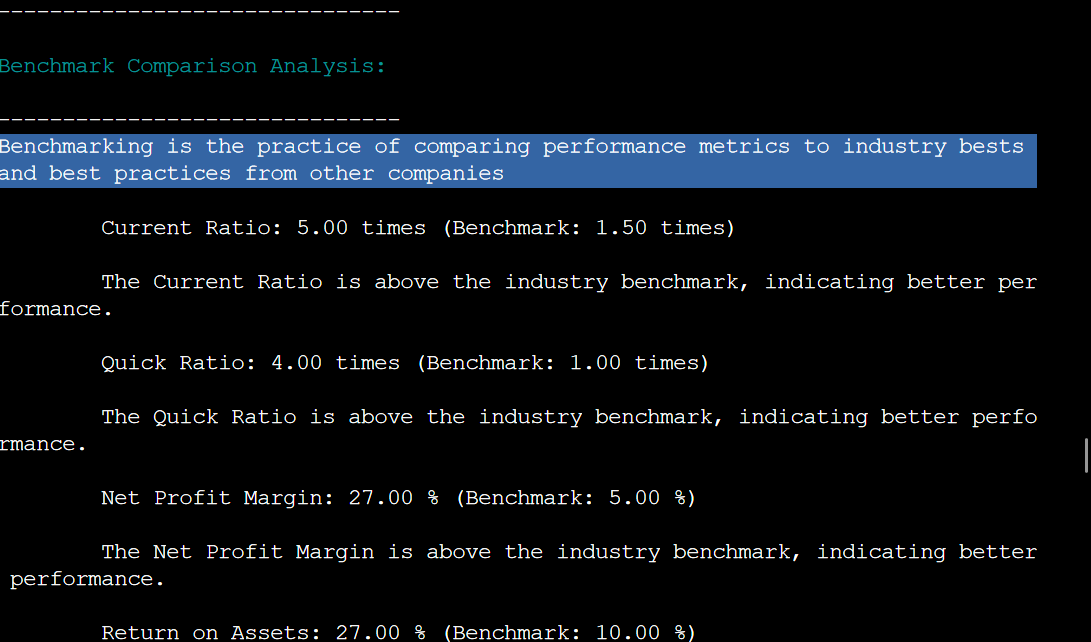 -------------------------------
Benchmark Comparison Analysis:
-------------------------------
Benchmarking is the practice of comparing performance metrics to industry bests
and best practices from other companies
Current Ratio: 5.00 times (Benchmark: 1.50 times)
The Current Ratio is above the industry benchmark, indicating better per
formance.
Quick Ratio: 4.00 times (Benchmark: 1.00 times)
The Quick Ratio is above the industry benchmark, indicating better perfo
rmance.
Net Profit Margin: 27.00 % (Benchmark: 5.00 %)
The Net Profit Margin is above the industry benchmark, indicating better
performance.
Return on Assets: 27.00 % (Benchmark: 10.00 %)